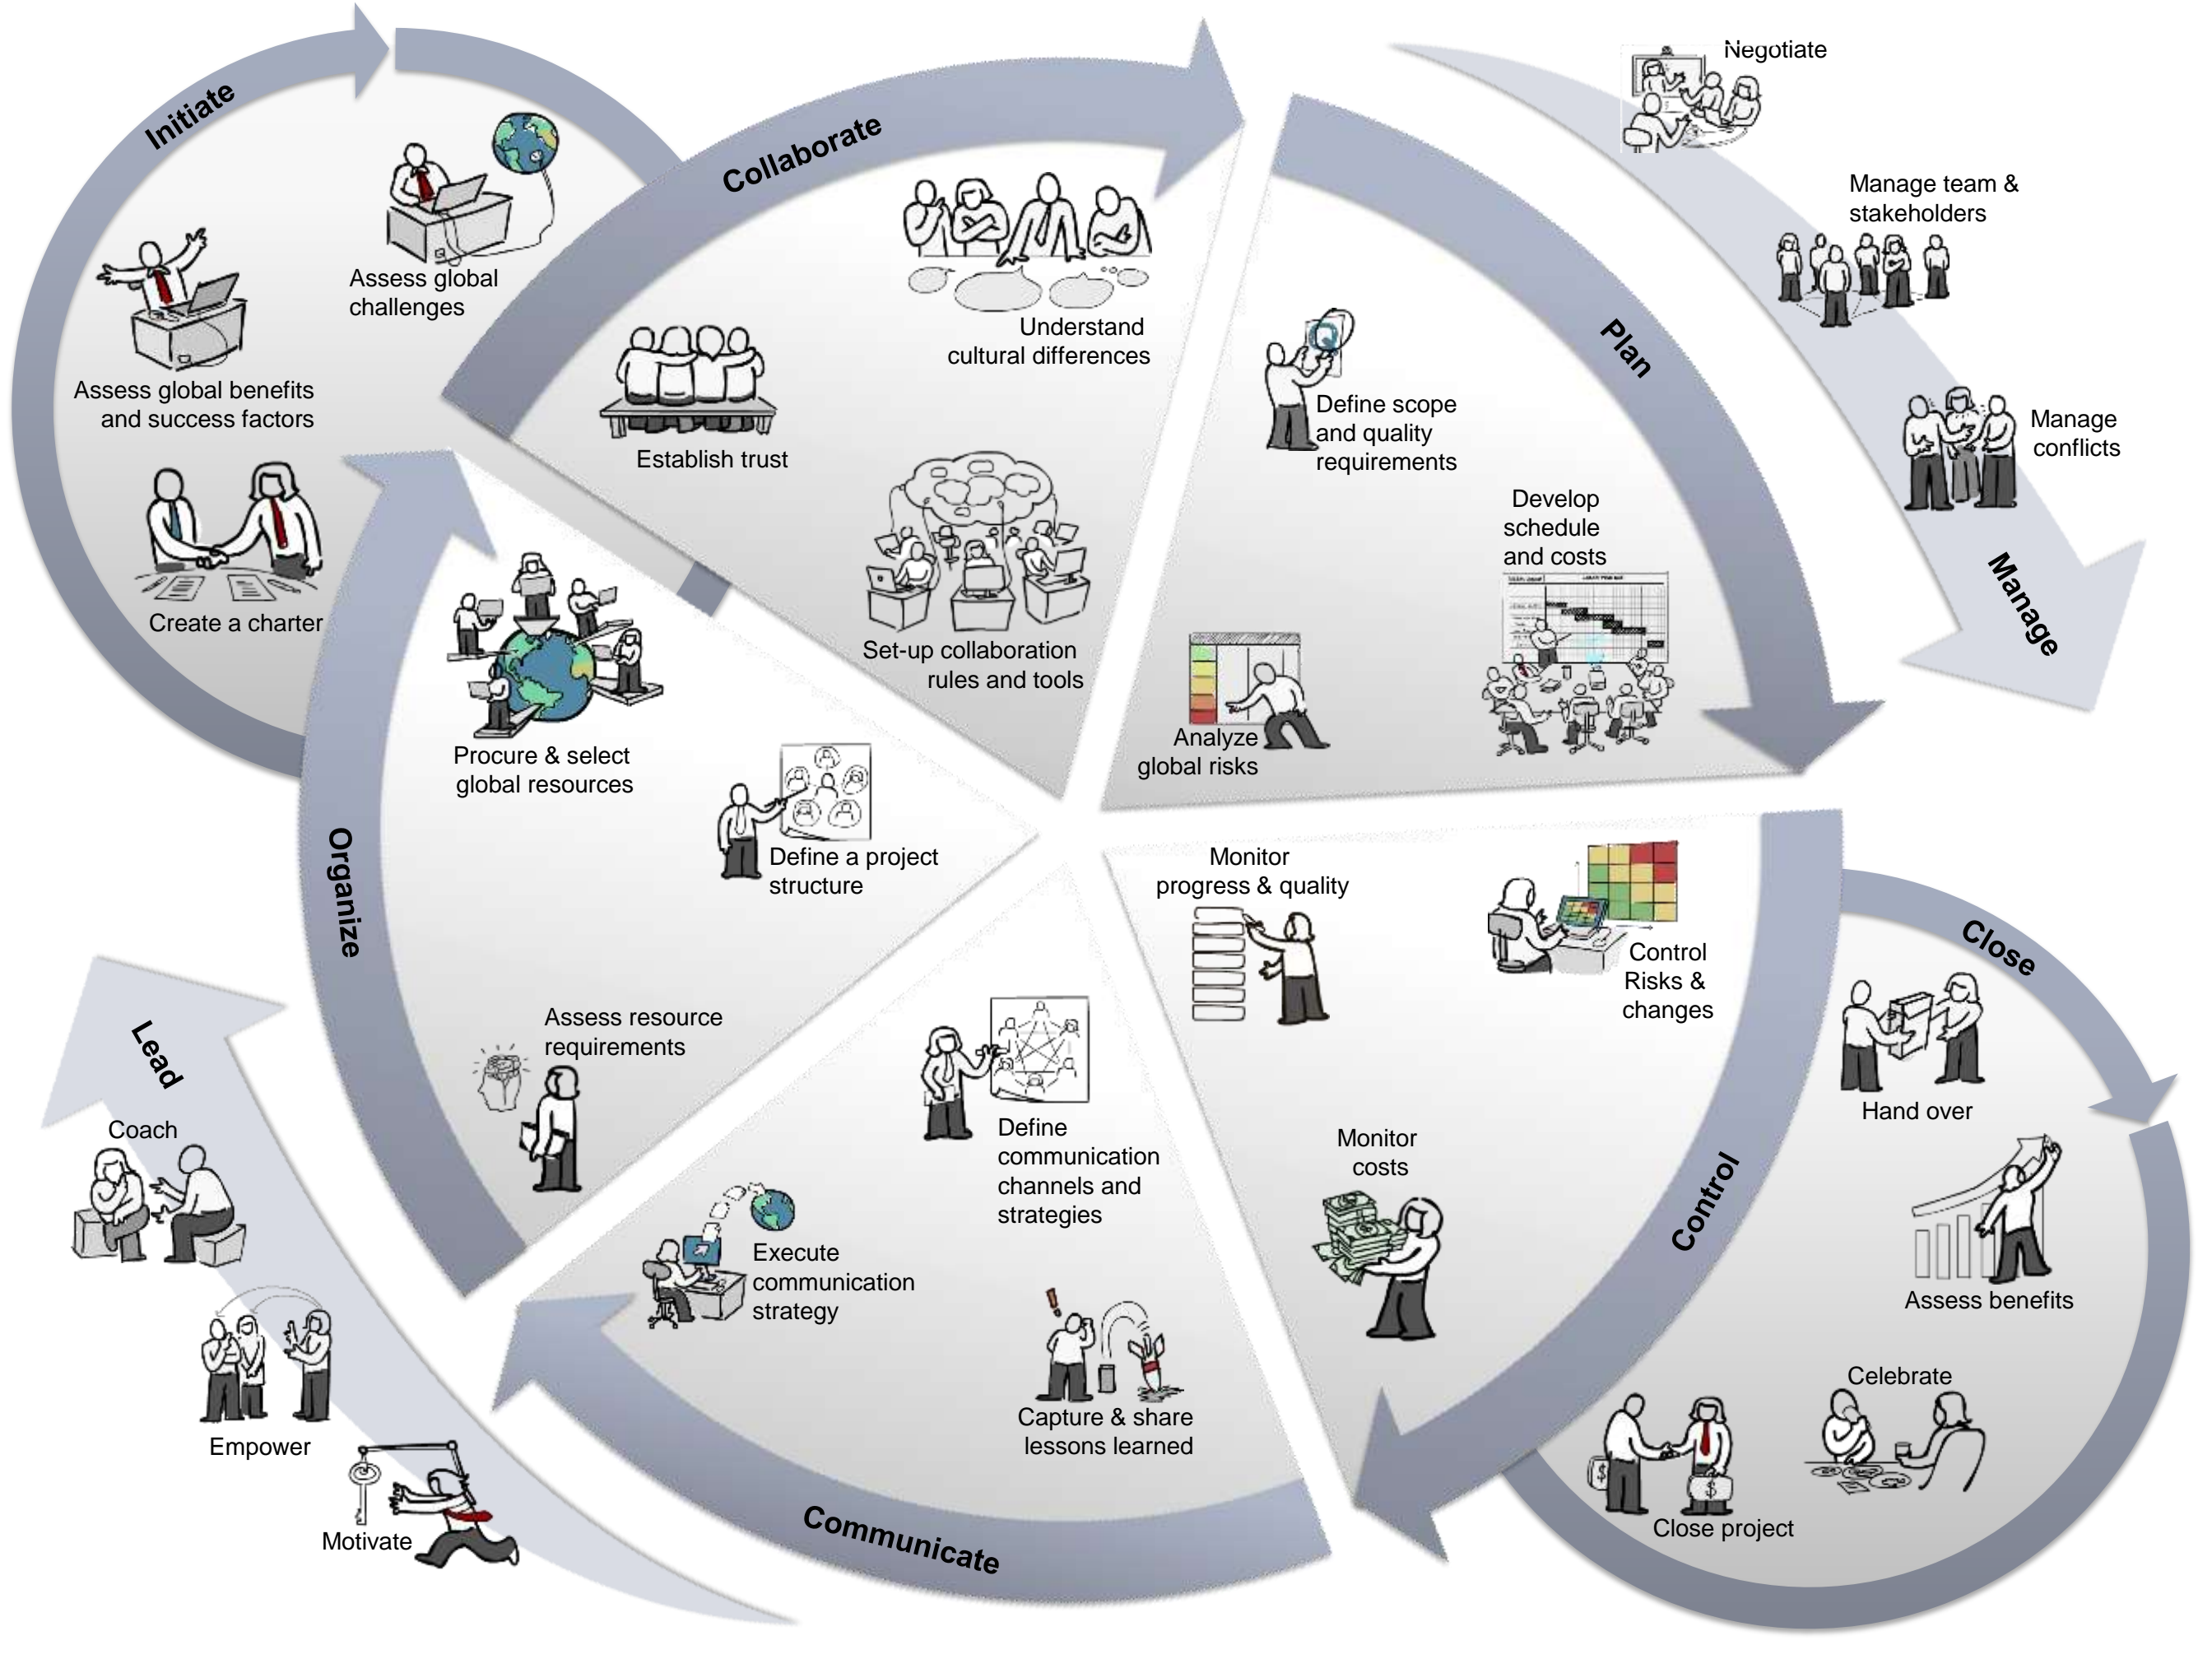 Initiate
Assess global
challenges
Assess global benefits
and success factors
Create a charter
Collaborate
Understand
cultural differences
Establish trust
Set-up collaboration
rules and tools
Plan
Define scope
and quality
requirements
Develop
schedule
and costs
Analyze
global risks
Negotiate
Manage team &
stakeholders
Manage
conflicts
Manage
Organize
Procure & select
global resources
Define a project
structure
Assess resource
requirements
Monitor
progress & quality
Control
Risks &
changes
Monitor
costs
Control
Close
Hand over
Assess benefits
Celebrate
Close project
$
$
Define
communication
channels and
strategies
Execute
communication
strategy
Capture & share
lessons learned
Communicate
Lead
Coach
Empower
Motivate